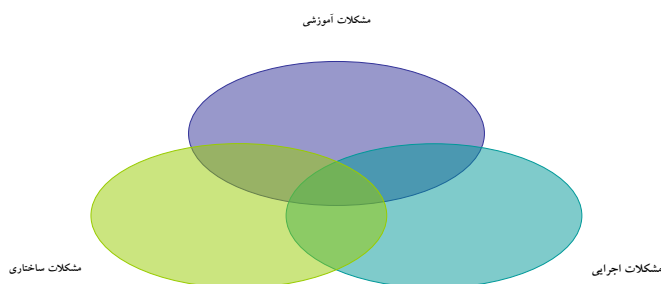 مشکلات آموزشی
مشکلات اجرایی
مشکلات ساختاری